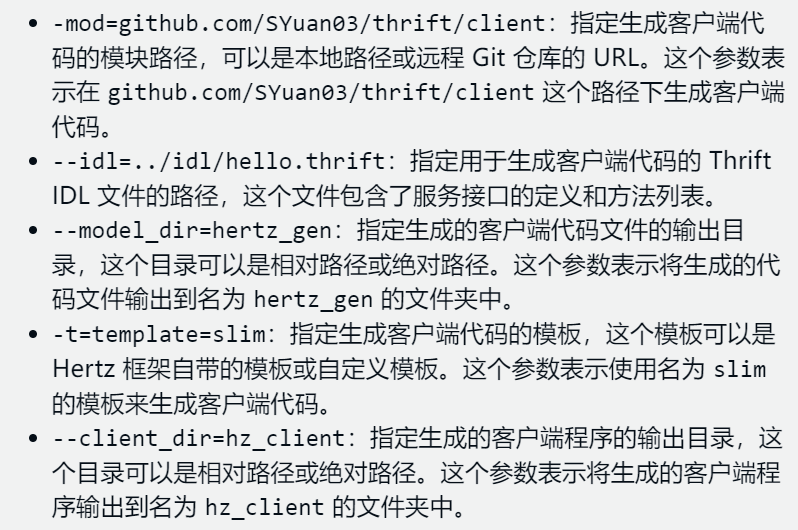 • -mod=github.com/SYuan03/thrift/client：指定生成客户端代
码的模块路径，可以是本地路径或远程 Git 仓库的 URL。这个参数表
示在 github.com/SYuan03/thrift/client 这个路径下生成客户端
代码。
• --idl=../idl/hello.thrift：指定用于生成客户端代码的 Thrift
IDL 文件的路径，这个文件包含了服务接口的定义和方法列表。
• --model_dir=hertz_gen：指定生成的客户端代码文件的输出目
录，这个目录可以是相对路径或绝对路径。这个参数表示将生成的代
码文件输出到名为 hertz_gen 的文件夹中。
• -t=template=slim：指定生成客户端代码的模板，这个模板可以是
Hertz 框架自带的模板或自定义模板。这个参数表示使用名为 slim
的模板来生成客户端代码。
• --client_dir=hz_client：指定生成的客户端程序的输出目录，这
个目录可以是相对路径或绝对路径。这个参数表示将生成的客户端程
序输出到名为 hz_client 的文件夹中。